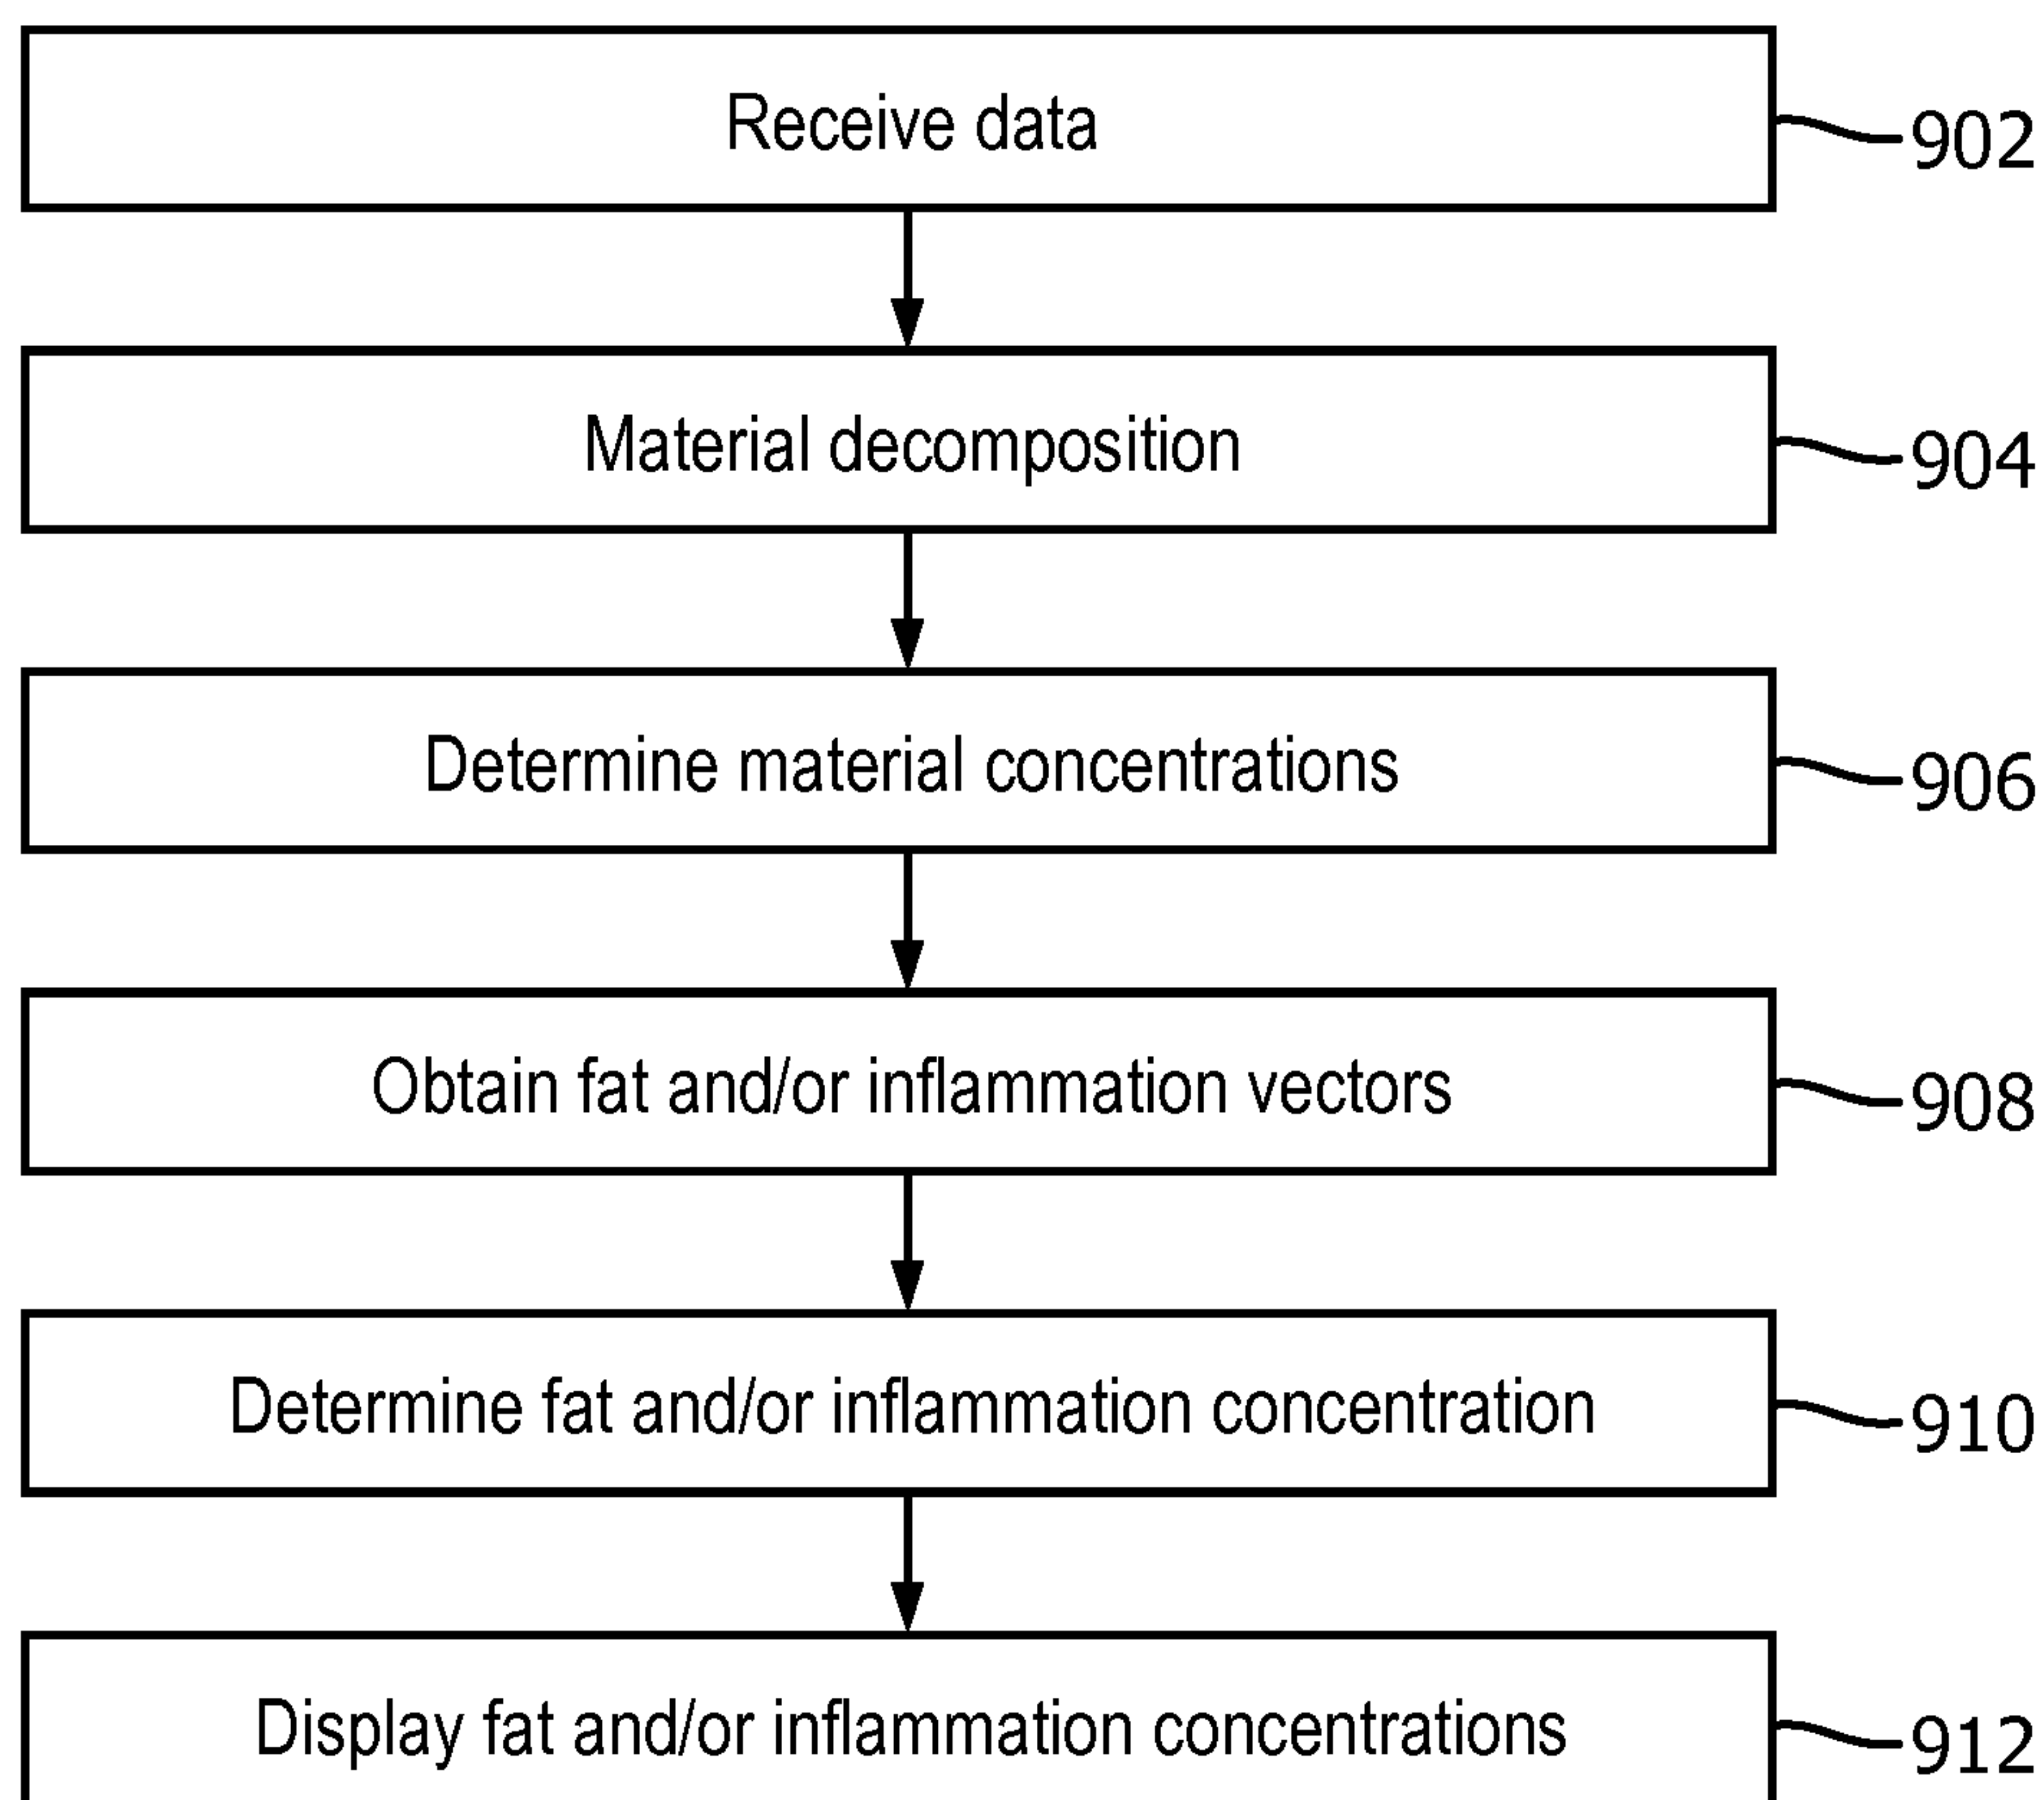 Receive data
902
Material decomposition
904
Determine material concentrations
906
Obtain fat and/or inflammation vectors
908
Determine fat and/or inflammation concentration
910
Display fat and/or inflammation concentrations
912